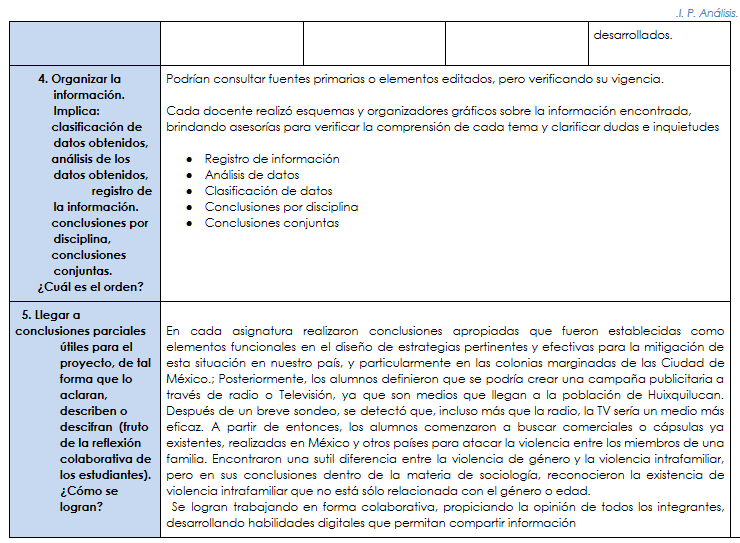 .I. P. Análisis.
desarrollados.
4. Organizar la
información.
Implica:
clasificación de
datos obtenidos,
análisis de los
datos obtenidos,
registro de
la información.
conclusiones por
disciplina,
conclusiones
conjuntas.
¿Cuál es el orden?
Podrían consultar fuentes primarias o elementos editados, pero verificando su vigencia.
Cada docente realizó esquemas y organizadores gráficos sobre la información encontrada,
brindando asesorías para verificar la comprensión de cada tema y clarificar dudas e inquietudes
● Registro de información
● Análisis de datos
● Clasificación de datos
● Conclusiones por disciplina
● Conclusiones conjuntas
5. Llegar a
conclusiones parciales
útiles para el
proyecto, de tal
forma que lo
aclaran,
describen o
descifran (fruto
de la reflexión
colaborativa de
los estudiantes).
¿Cómo se
logran?
En cada asignatura realizaron conclusiones apropiadas que fueron establecidas como
elementos funcionales en el diseño de estrategias pertinentes y efectivas para la mitigación de
esta situación en nuestro país, y particularmente en las colonias marginadas de las Ciudad de
México.; Posteriormente, los alumnos definieron que se podría crear una campaña publicitaria a
través de radio o Televisión, ya que son medios que llegan a la población de Huixquilucan.
Después de un breve sondeo, se detectó que, incluso más que la radio, la TV sería un medio más
eficaz. A partir de entonces, los alumnos comenzaron a buscar comerciales o cápsulas ya
existentes, realizadas en México y otros países para atacar la violencia entre los miembros de una
familia. Encontraron una sutil diferencia entre la violencia de género y la violencia intrafamiliar,
pero en sus conclusiones dentro de la materia de sociología, reconocieron la existencia de
violencia intrafamiliar que no está sólo relacionada con el género o edad.
Se logran trabajando en forma colaborativa, propiciando la opinión de todos los integrantes,
desarrollando habilidades digitales que permitan compartir información